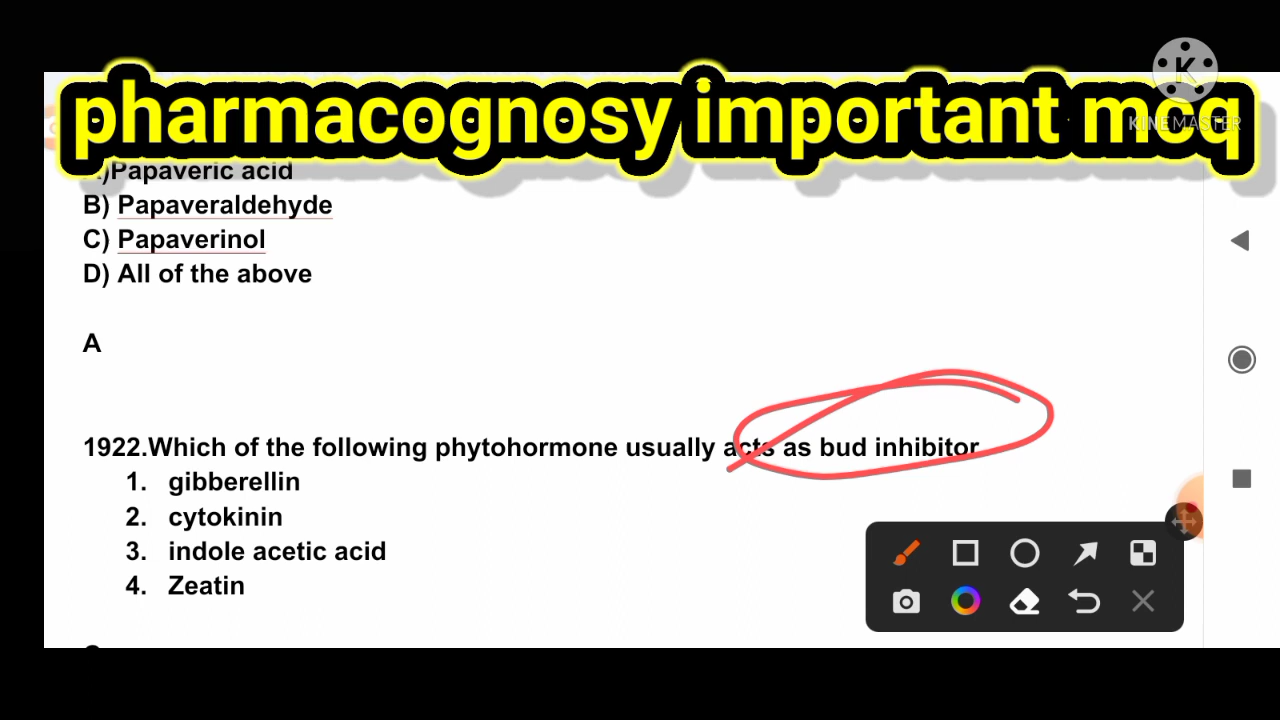 pharmacognosy important mcq
KINEMASTER
A)Papaveric acid
B) Papaveraldehyde
C) Papaverinol
D) All of the above
A
1922.Which of the following phytohormone usually acts as bud inhibitor
1. gibberellin
2. cytokinin
3. indole acetic acid
4. Zeatin